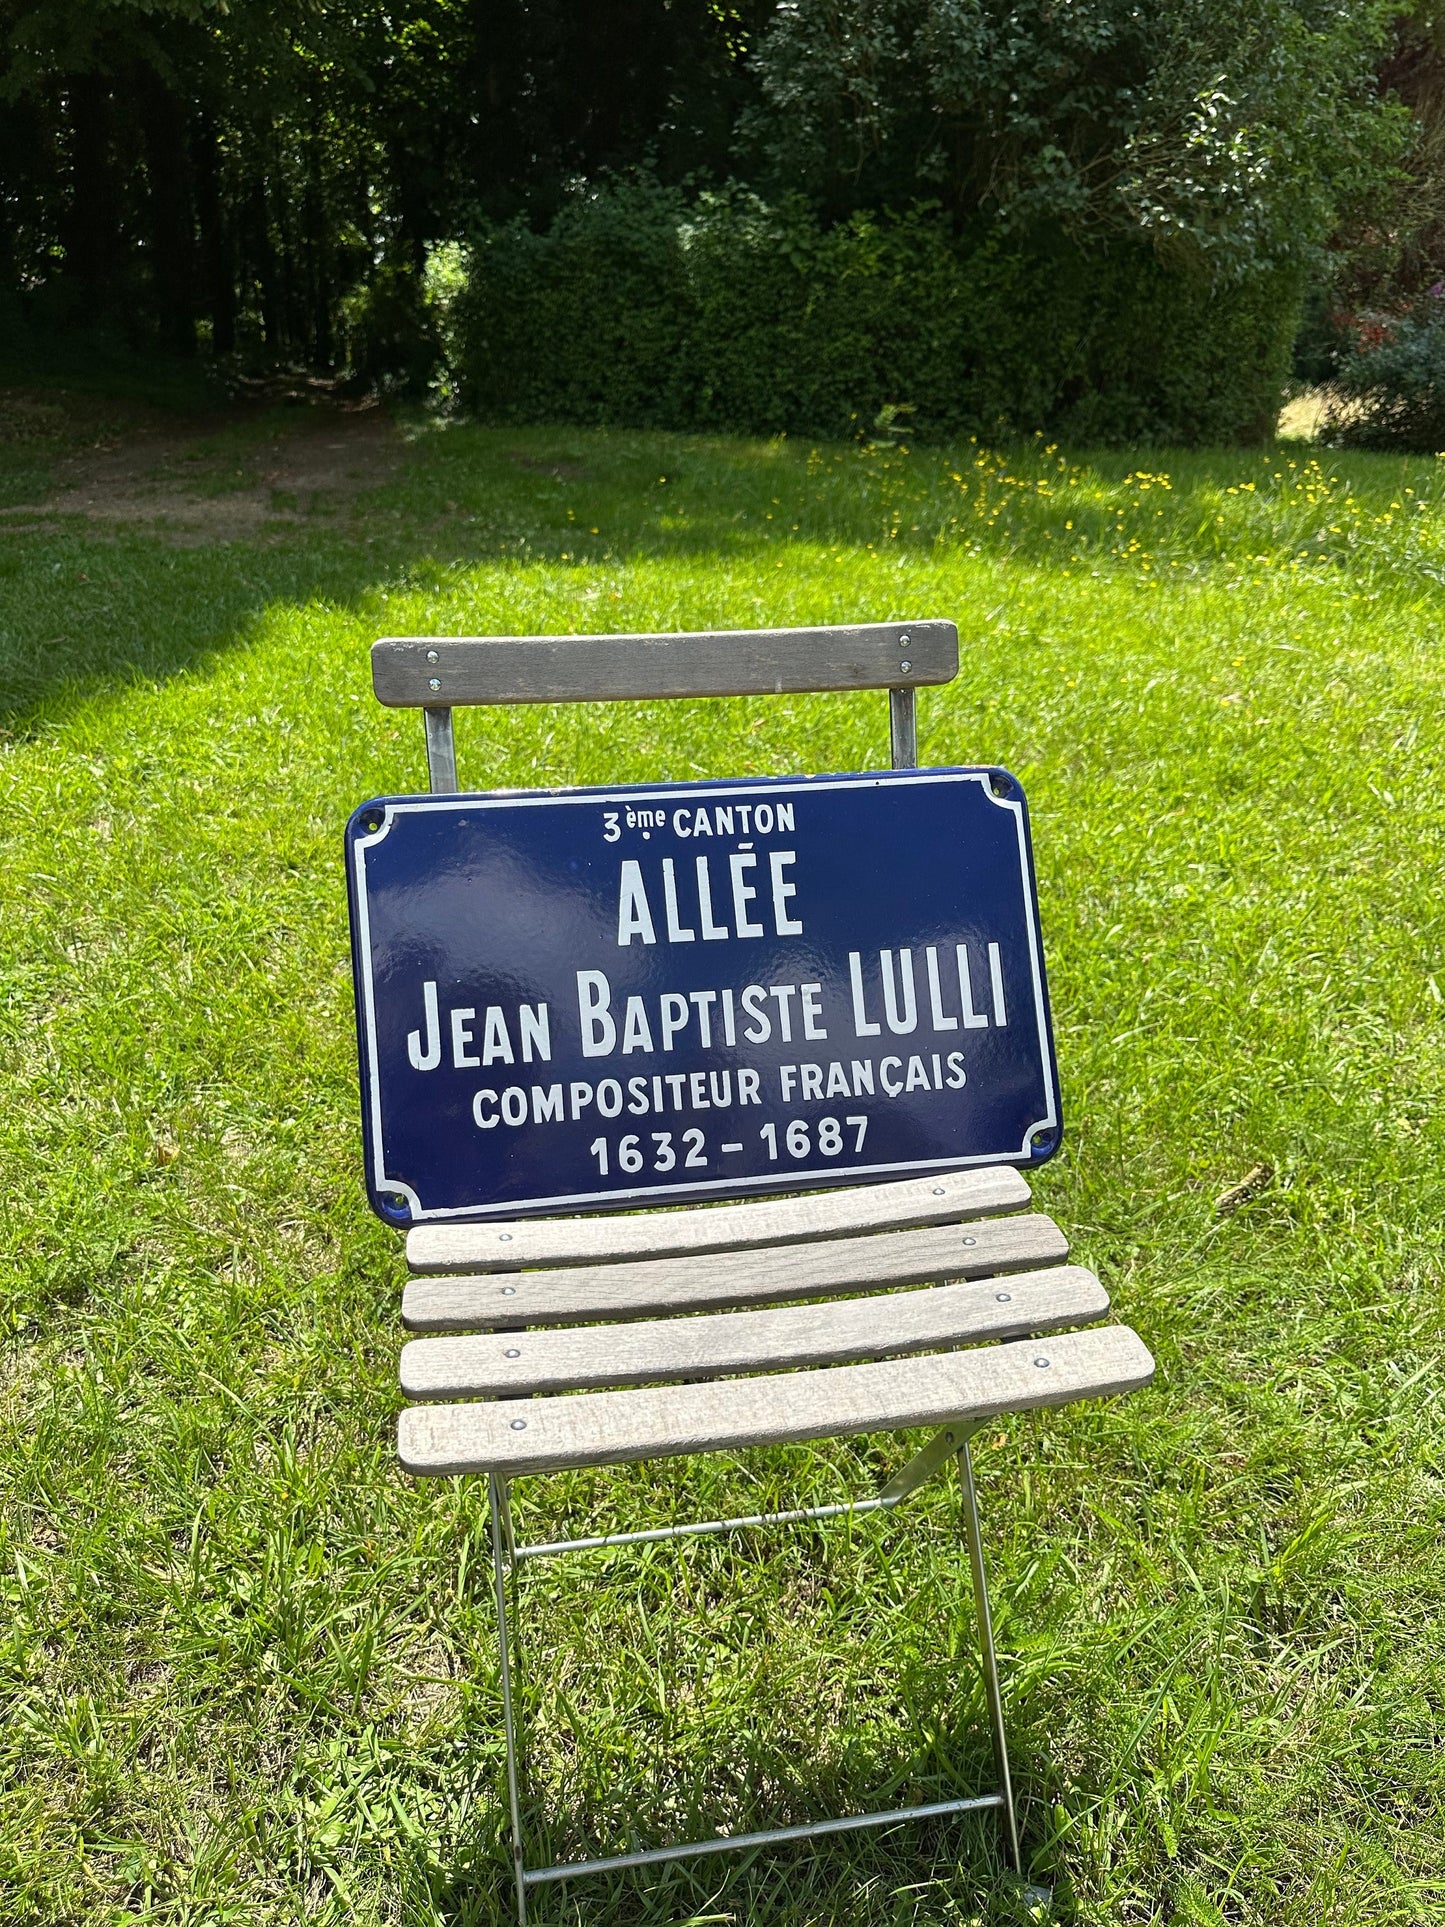 3ème CANTON
ALLÉE
JEAN BAPTISTE LULLI
COMPOSITEUR FRANÇAIS
1632 - 1687